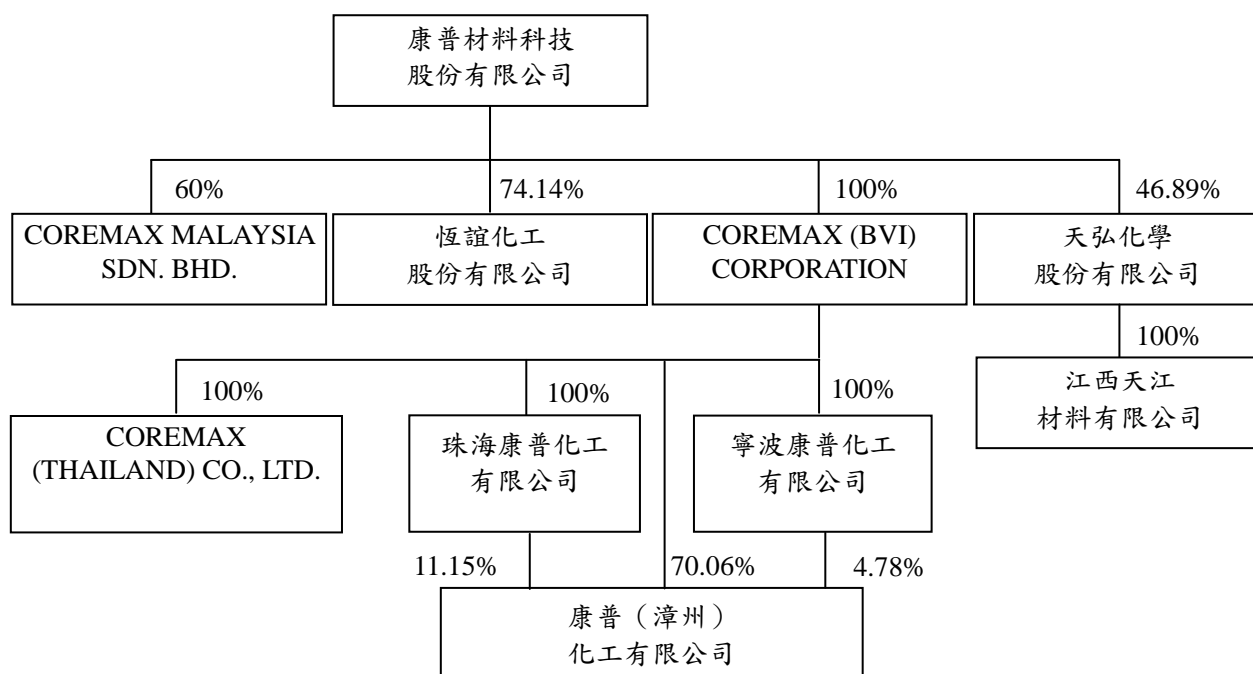 康普材料科技
股份有限公司
60%
74.14%
100%
46.89%
COREMAX MALAYSIA
SDN. BHD.
恆誼化工
股份有限公司
COREMAX (BVI)
CORPORATION
天弘化學
股份有限公司
100%
100%
100%
100%
COREMAX
(THAILAND) CO., LTD.
珠海康普化工
有限公司
寧波康普化工
有限公司
江西天江
材料有限公司
11.15%
70.06%
4.78%
康普（漳州）
化工有限公司